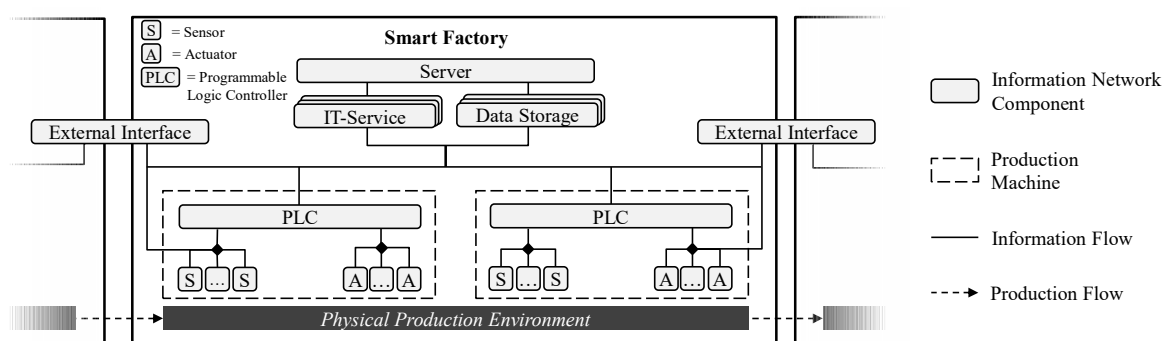 S = Sensor
A = Actuator
PLC = Programmable
Logic Controller
Smart Factory
Server
IT-Service
Data Storage
External Interface
External Interface
PLC
PLC
S ... S
A ... A
S ... S
A ... A
Physical Production Environment
Information Network
Component
Production
Machine
Information Flow
Production Flow